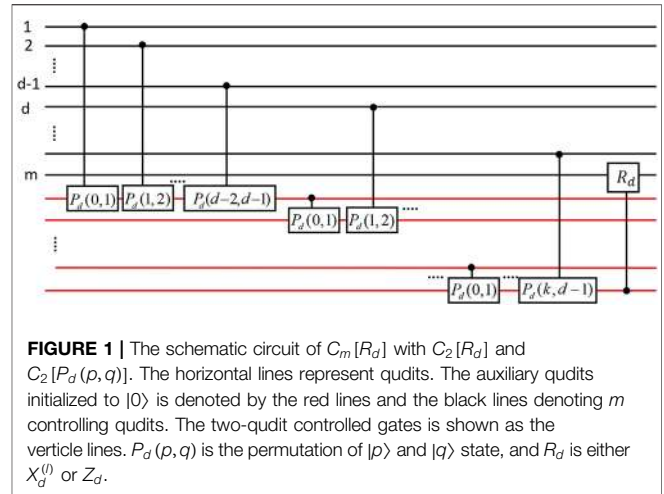 1
2
d-1
d
m
P_d(0,1) P_d(1,2) .... P_d(d−2,d−1)
R_d
P_d(0,1) P_d(1,2) ....
.... P_d(0,1) .... P_d(k,d−1)
FIGURE 1 | The schematic circuit of C_m[R_d] with C_2[R_d] and
C_2[P_d(p,q)]. The horizontal lines represent qudits. The auxiliary qudits
initialized to |0⟩ is denoted by the red lines and the black lines denoting m
controlling qudits. The two-qudit controlled gates is shown as the
verticle lines. P_d(p,q) is the permutation of |p⟩ and |q⟩ state, and R_d is either
X_d^(l) or Z_d.